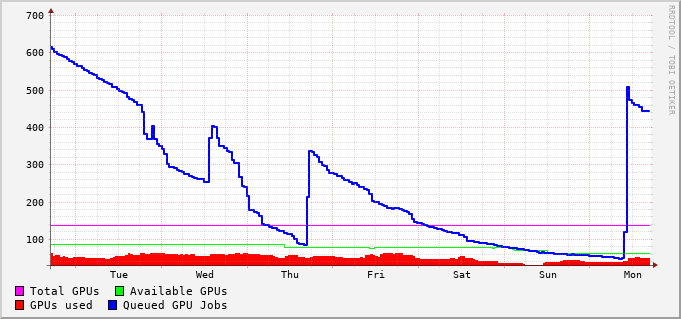 700
600
500
400
300
200
100
Tue Wed Thu Fri Sat Sun Mon
Total GPUs Available GPUs
GPUs used Queued GPU Jobs
RRDTOOL / TOBI OETIKER